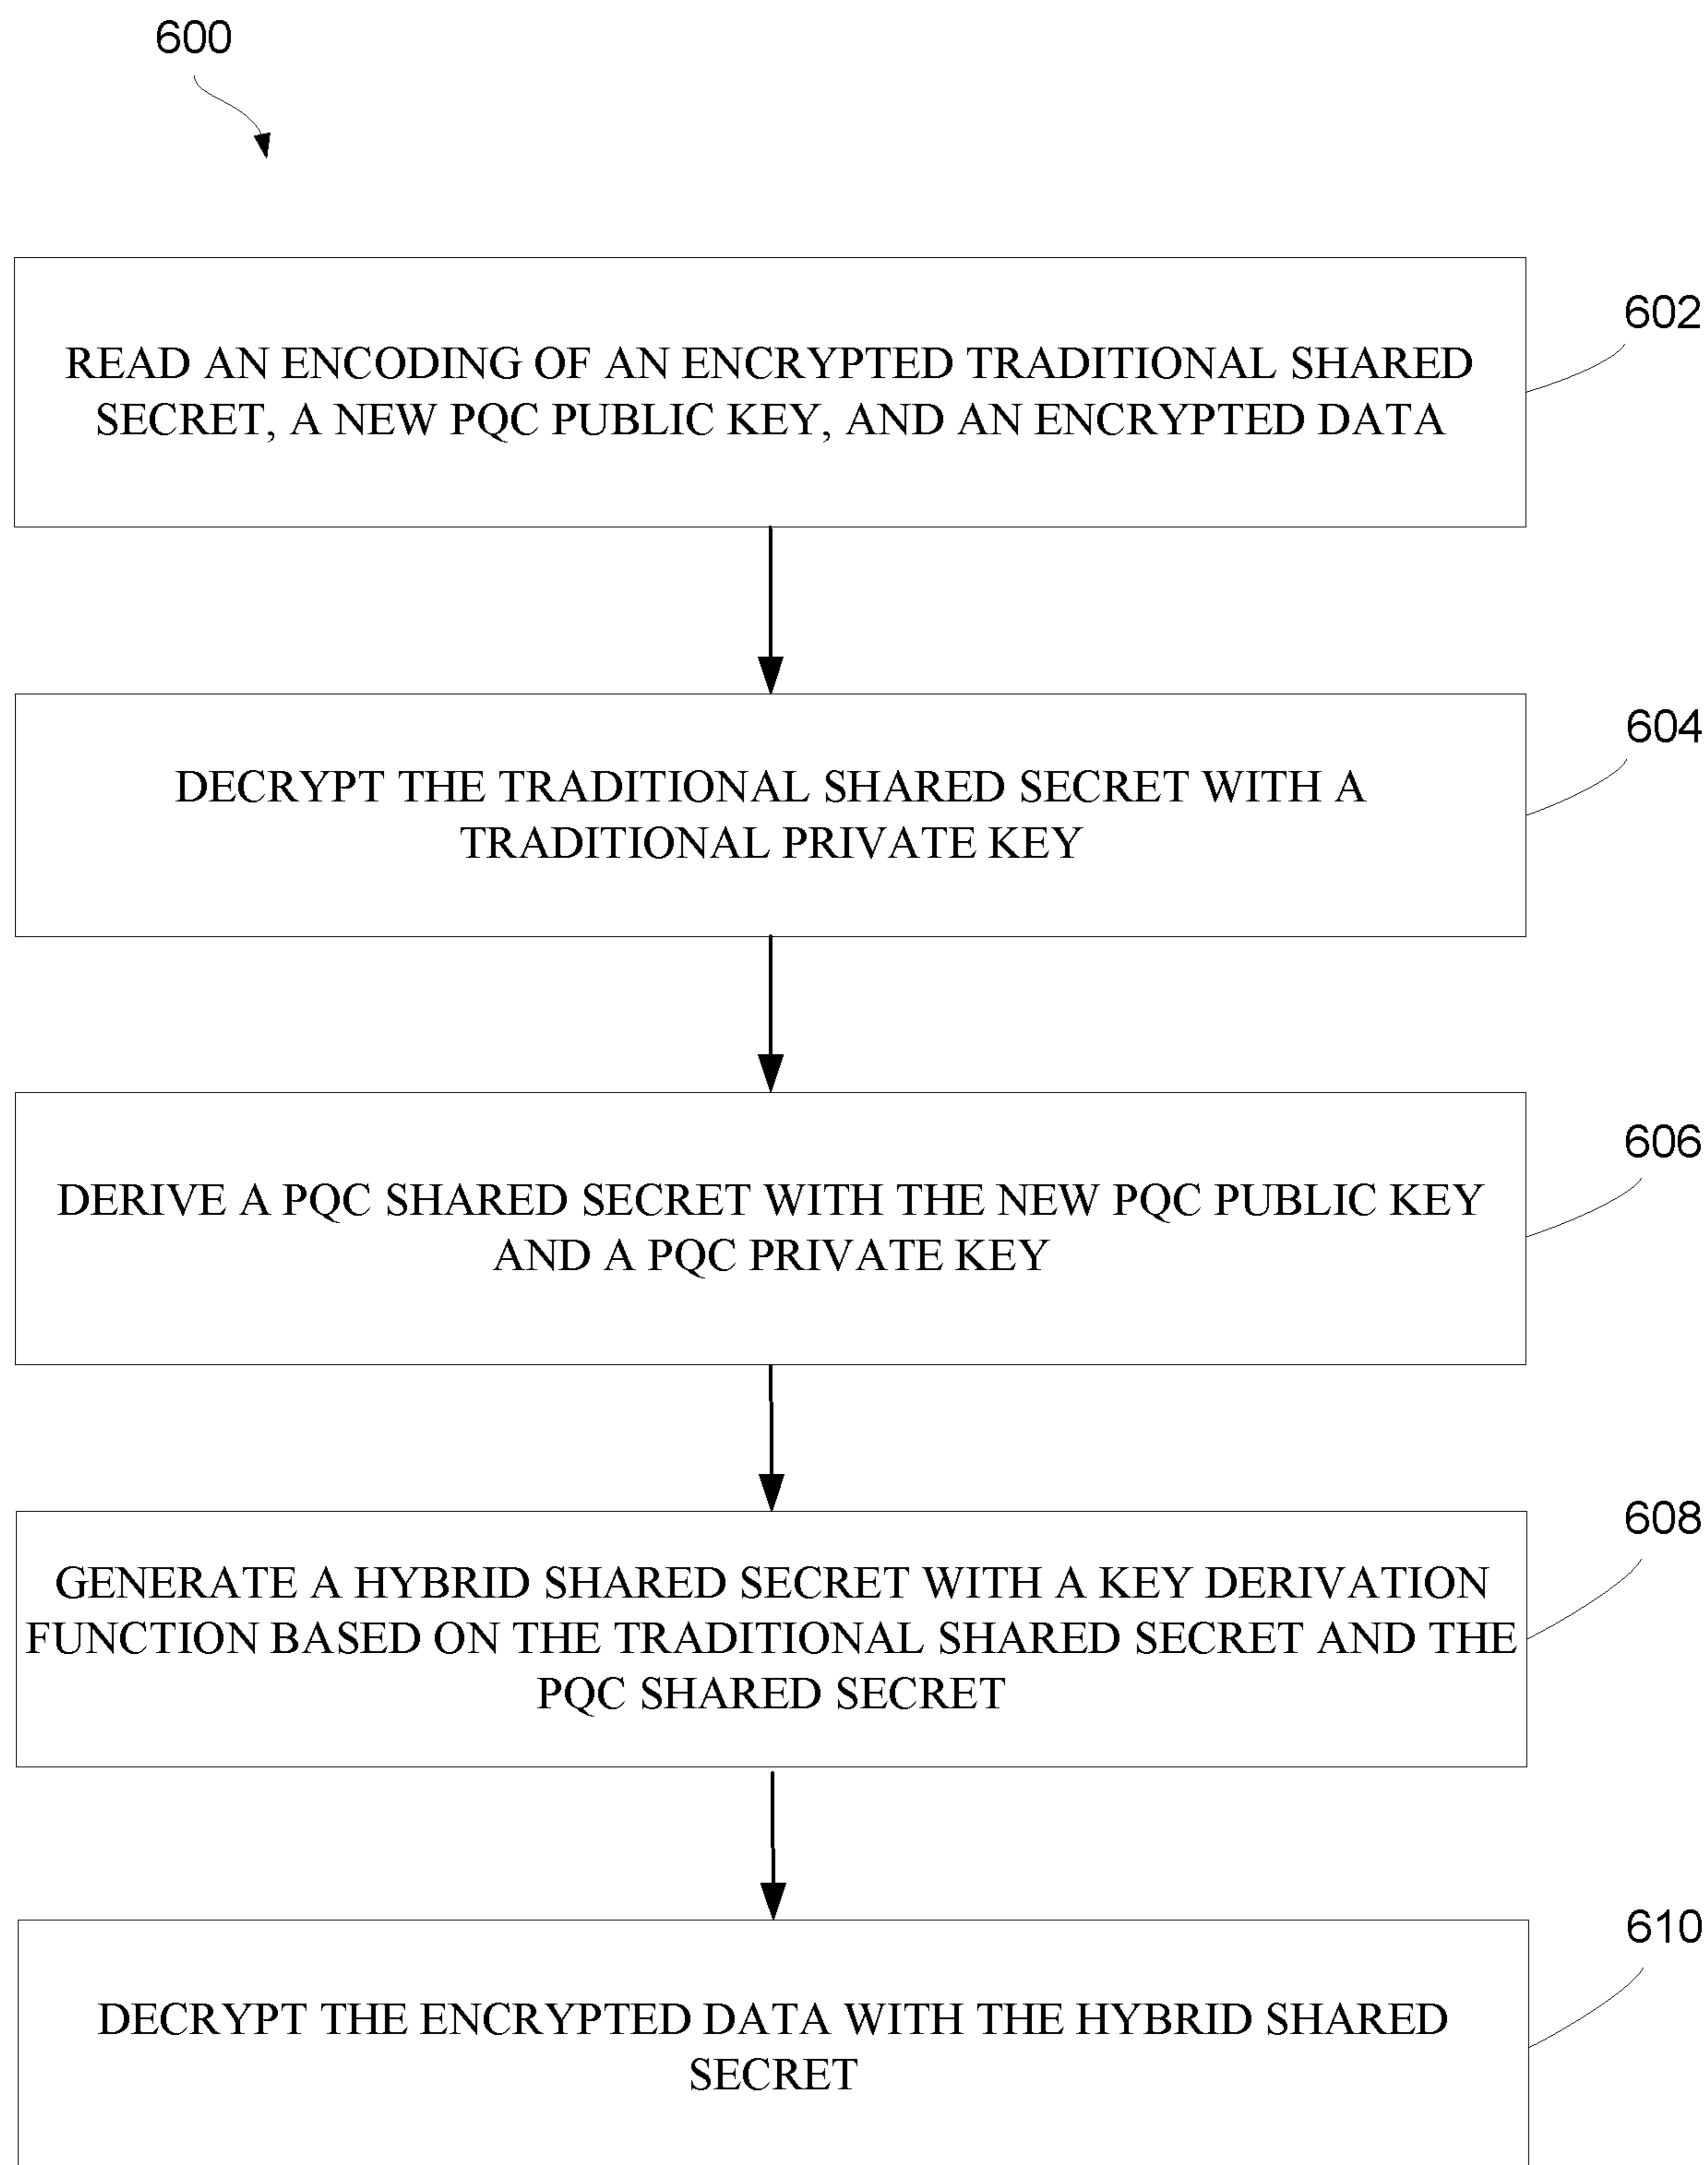 600
READ AN ENCODING OF AN ENCRYPTED TRADITIONAL SHARED
SECRET, A NEW PQC PUBLIC KEY, AND AN ENCRYPTED DATA
602
DECRYPT THE TRADITIONAL SHARED SECRET WITH A
TRADITIONAL PRIVATE KEY
604
DERIVE A PQC SHARED SECRET WITH THE NEW PQC PUBLIC KEY
AND A PQC PRIVATE KEY
606
GENERATE A HYBRID SHARED SECRET WITH A KEY DERIVATION
FUNCTION BASED ON THE TRADITIONAL SHARED SECRET AND THE
PQC SHARED SECRET
608
DECRYPT THE ENCRYPTED DATA WITH THE HYBRID SHARED
SECRET
610